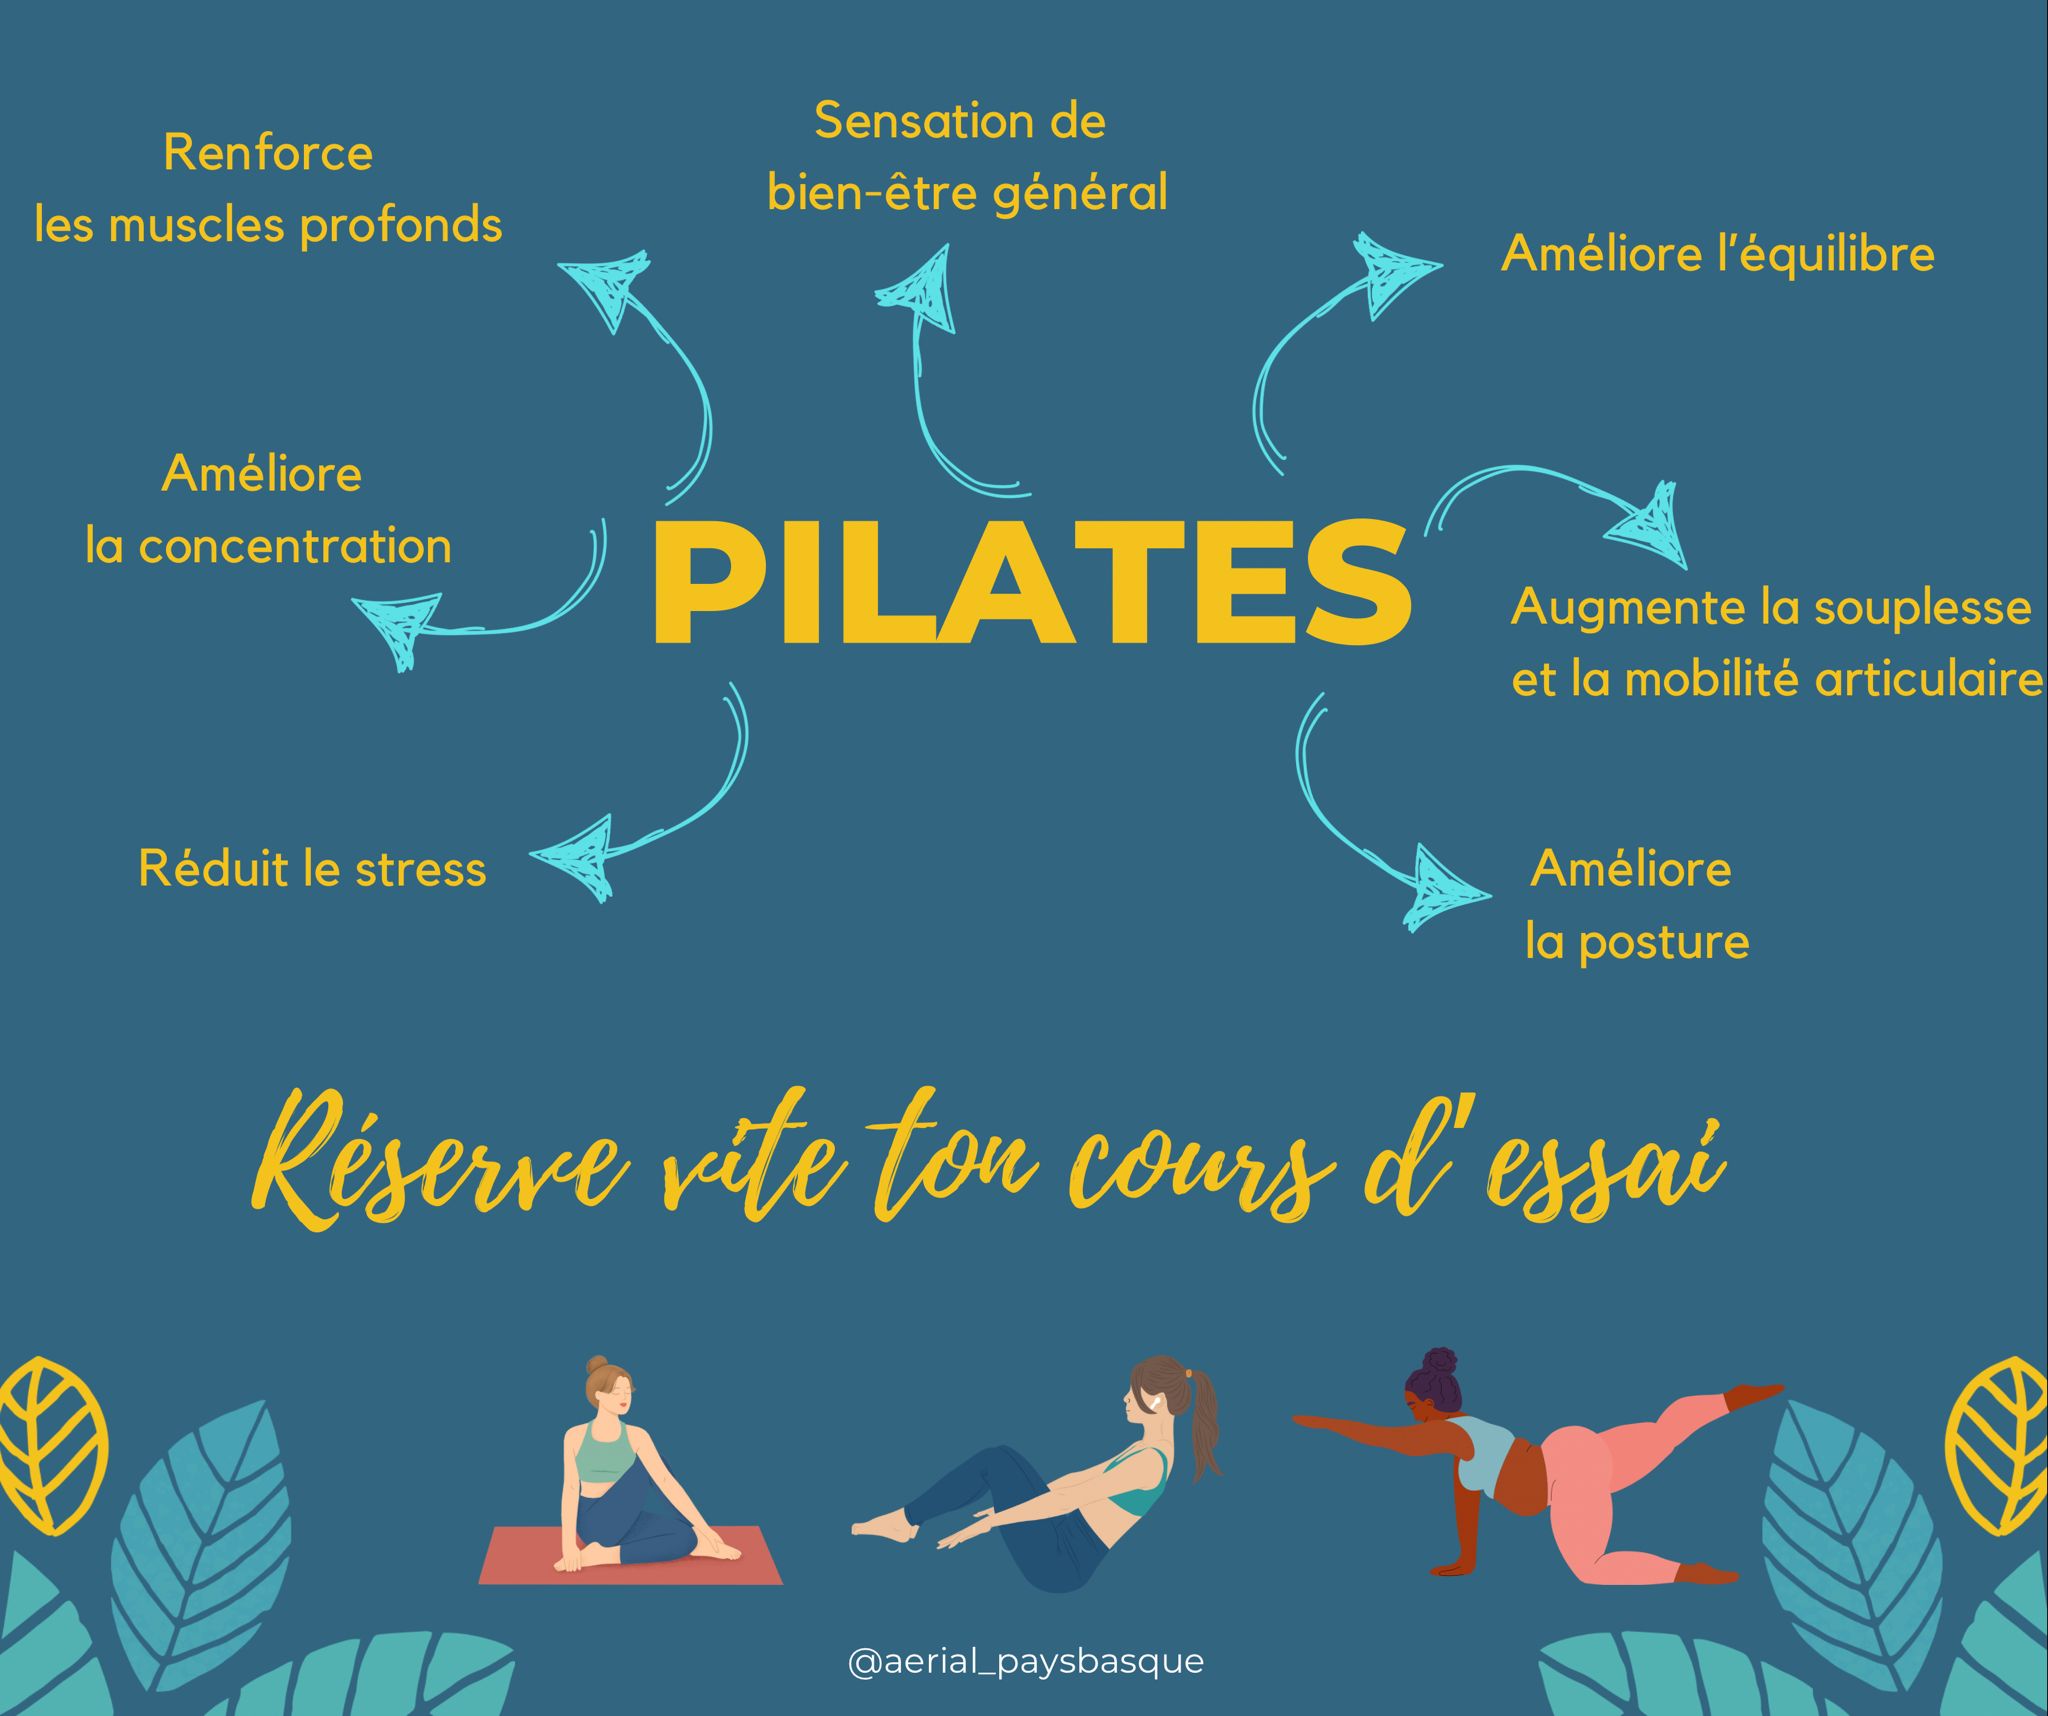 Renforce
les muscles profonds
Sensation de
bien-être général
Améliore l'équilibre
Améliore
la concentration
PILATES
Augmente la souplesse
et la mobilité articulaire
Réduit le stress
Améliore
la posture
Réserve vite ton cours d'essai
@aerial_paysbasque